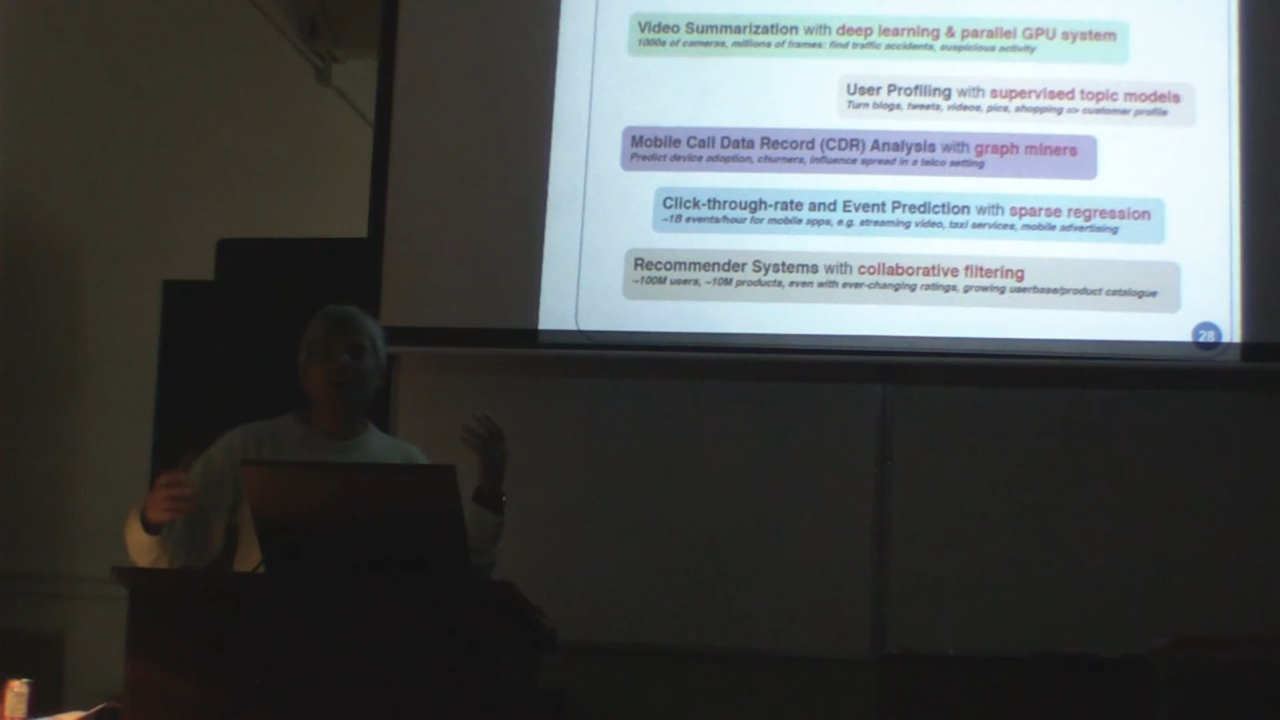 Video Summarization with deep learning & parallel GPU system
1000s of cameras, millions of frames: find traffic accidents, suspicious activity
User Profiling with supervised topic models
Turn blogs, tweets, videos, pics, shopping => customer profile
Mobile Call Data Record (CDR) Analysis with graph miners
Predict device adoption, churners, influence spread in a telco setting
Click-through-rate and Event Prediction with sparse regression
~1B events/hour for mobile apps, e.g. streaming video, taxi services, mobile advertising
Recommender Systems with collaborative filtering
~100M users, ~10M products, even with ever-changing ratings, growing userbase/product catalogue
28